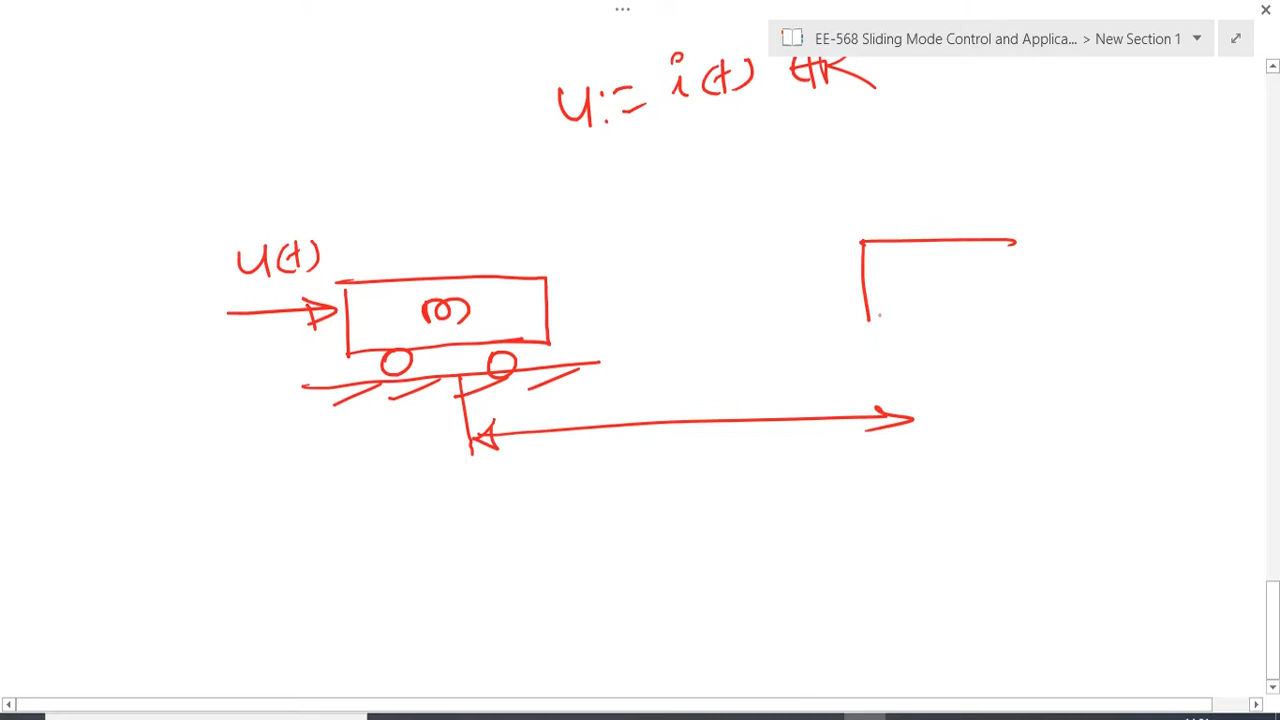 EE-568 Sliding Mode Control and Applica... > New Section 1
u := i(t)
u(t)
m